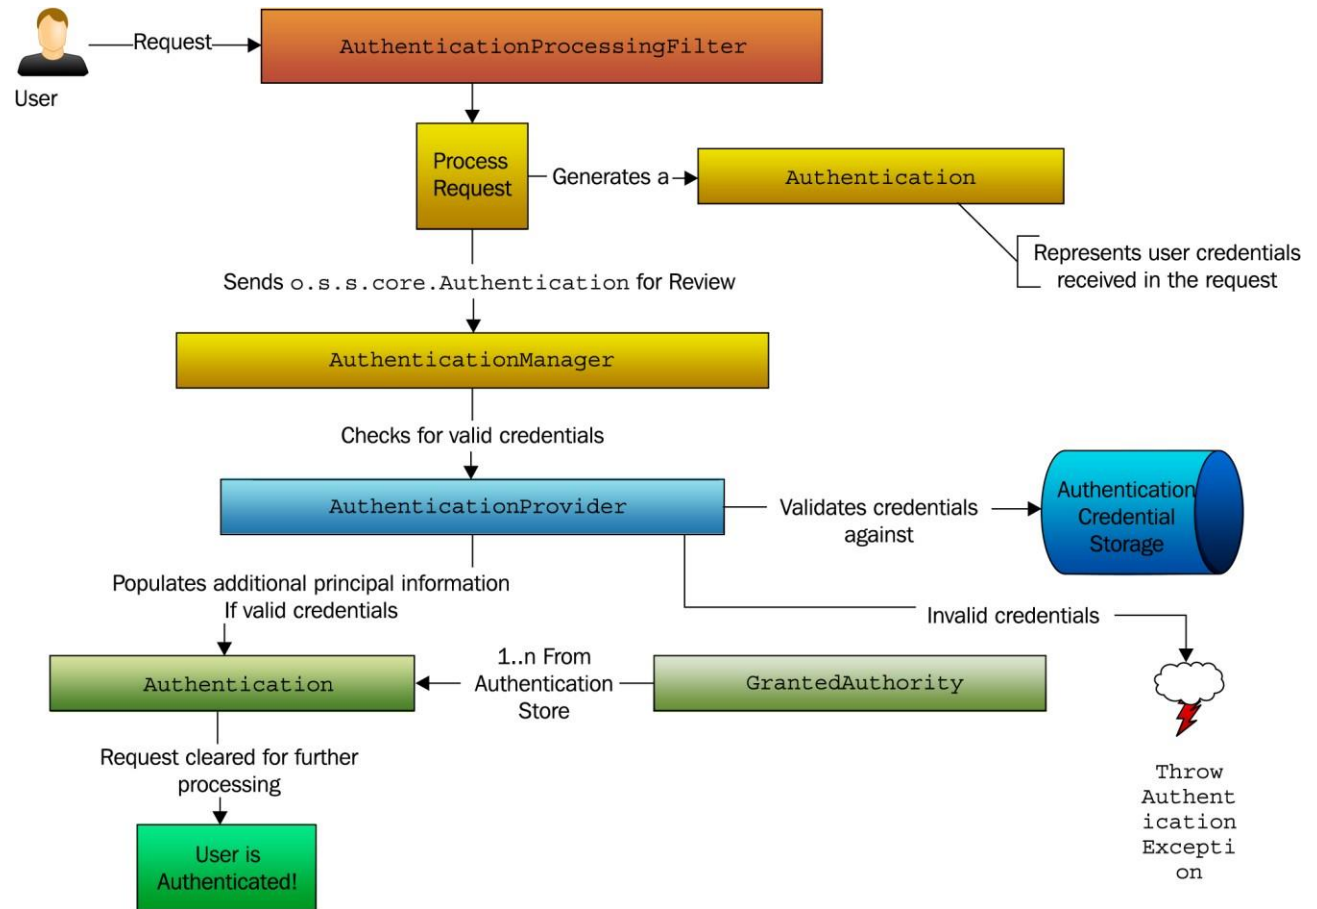 Request
AuthenticationProcessingFilter
User
Process
Request
Generates a
Authentication
Represents user credentials
received in the request
Sends o.s.s.core.Authentication for Review
AuthenticationManager
Checks for valid credentials
AuthenticationProvider
Validates credentials
against
Authentication
Credential
Storage
Populates additional principal information
If valid credentials
Invalid credentials
Authentication
1..n From
Authentication
Store
GrantedAuthority
Request cleared for further
processing
Throw
Authent
ication
Excepti
on
User is
Authenticated!